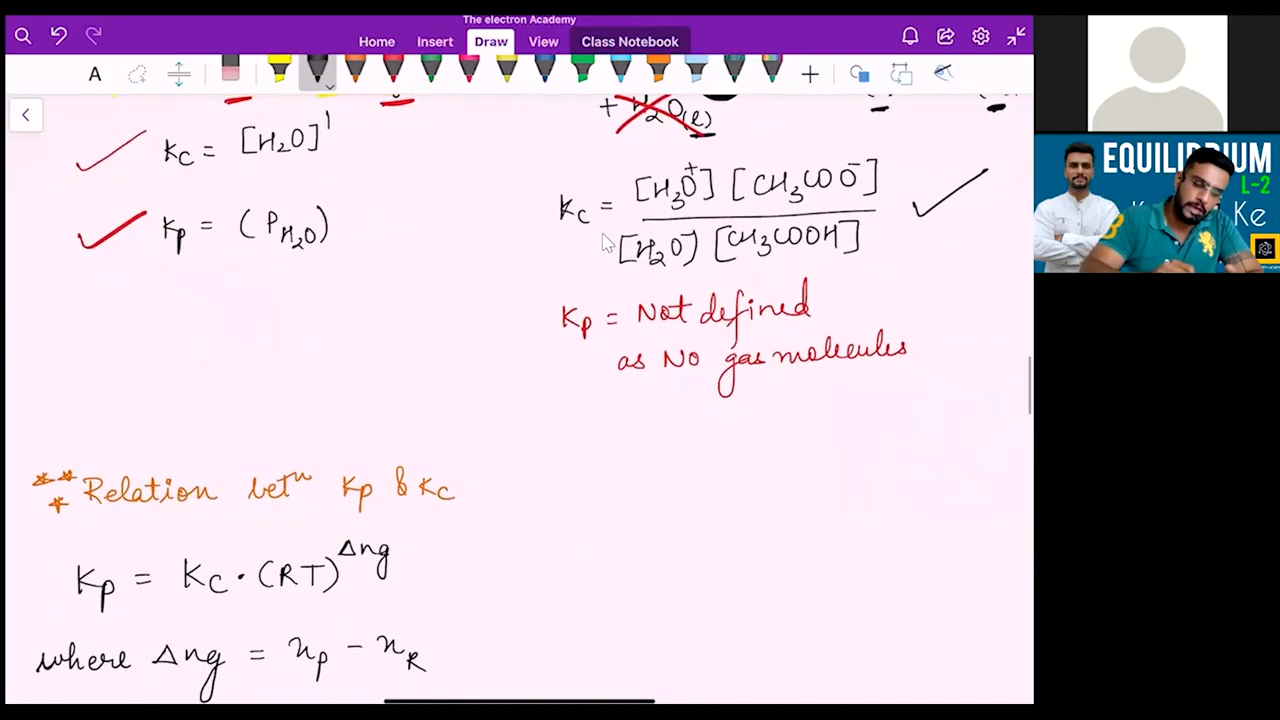 The electron Academy
Home Insert Draw View Class Notebook
A
+ H₂O(l)
Kc = [H₂O]¹
Kp = (P_H₂O)
Kc = [H₃O⁺] [CH₃COO⁻]
[H₂O] [CH₃COOH]
Kp = Not defined
as No gas molecules
** Relation betⁿ Kp & Kc
*
Kp = Kc · (RT)^Δng
where Δng = np - nR
EQUILIBRIUM
L-2
K Ke